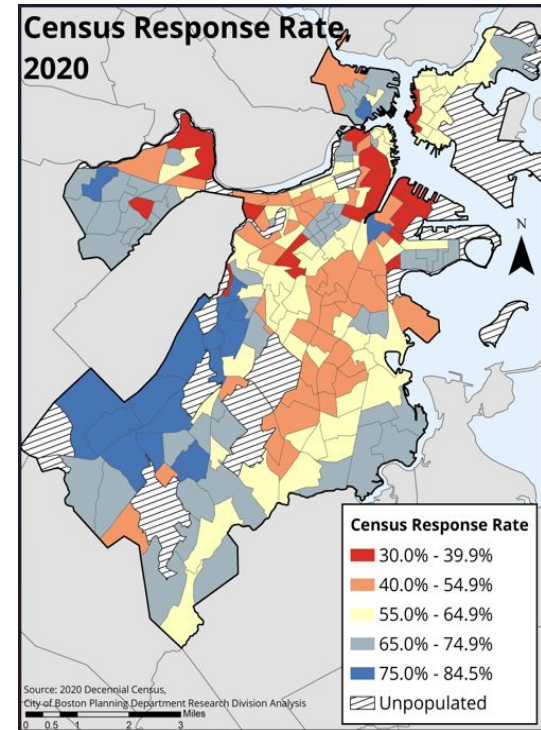 Census Response Rate,
2020
N
Census Response Rate
30.0% - 39.9%
40.0% - 54.9%
55.0% - 64.9%
65.0% - 74.9%
75.0% - 84.5%
Unpopulated
Source: 2020 Decennial Census,
City of Boston Planning Department Research Division Analysis
Miles
0 0.5 1 2 3